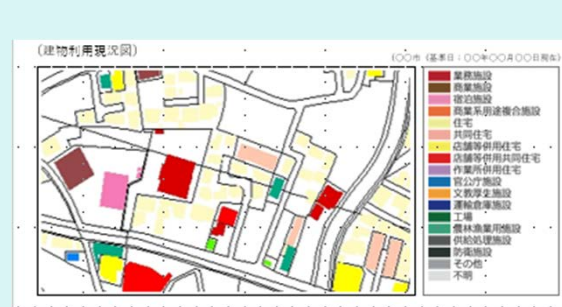 (建物利用現況図)
(〇〇市 (基準日：〇〇年〇〇月〇〇日現在)
業務施設
商業施設
宿泊施設
商業系用途複合施設
住宅
共同住宅
店舗等併用住宅
店舗等併用共同住宅
作業所併用住宅
官公庁施設
文教厚生施設
運輸倉庫施設
工場
農林漁業用施設
供給処理施設
防衛施設
その他
不明